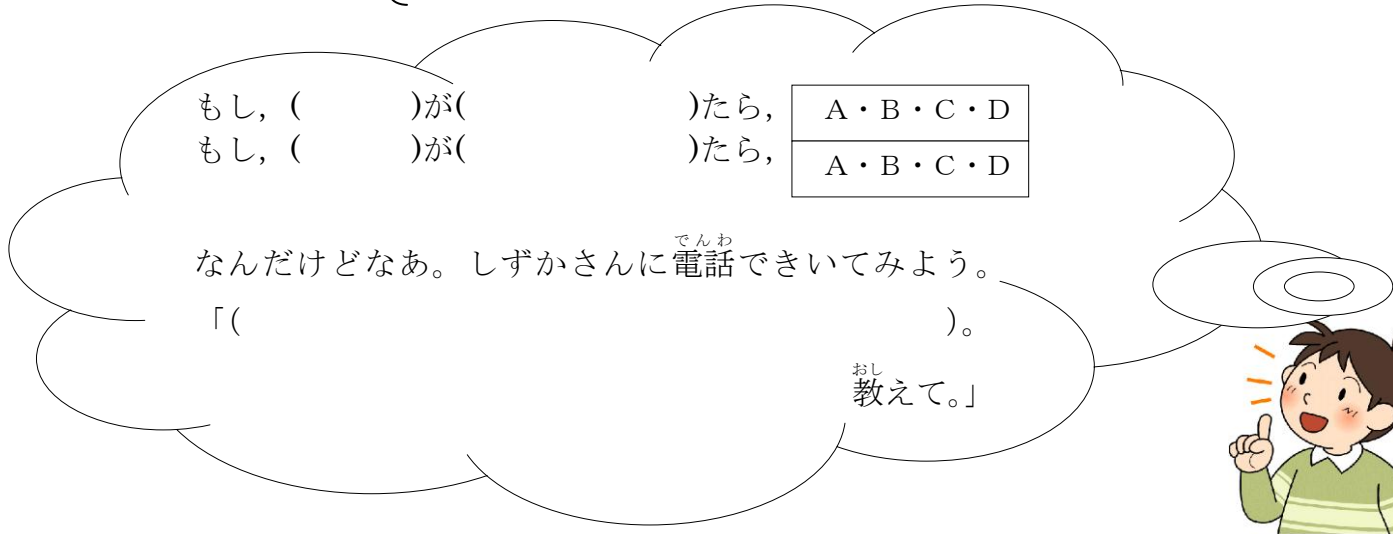 もし，(　　　)が(　　　　　　)たら，　A・B・C・D
もし，(　　　)が(　　　　　　)たら，　A・B・C・D
でんわ
なんだけどなあ。しずかさんに電話できいてみよう。
「(　　　　　　　　　　　　　　　　　　　)。
おし
教えて。」